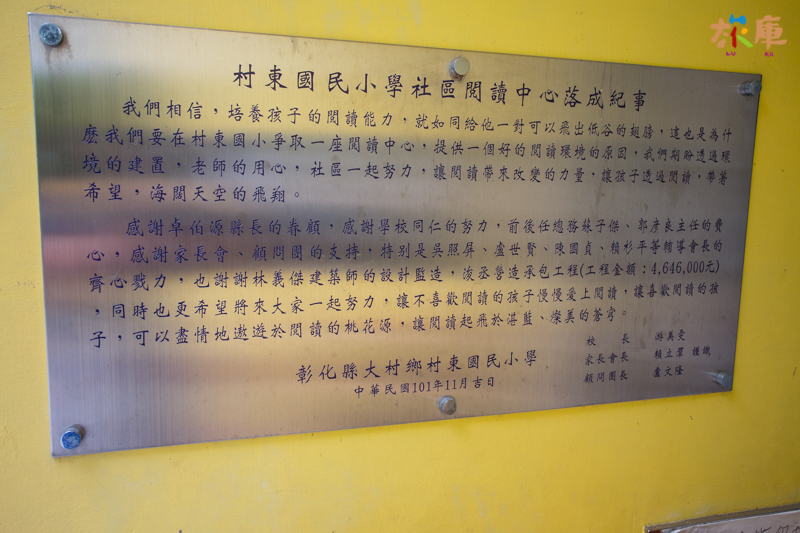 旅庫
村東國民小學社區閱讀中心落成紀事
我們相信，培養孩子的閱讀能力，就如同給他一對可以飛出低谷的翅膀，這也是為什
麼我們要在村東國小爭取一座閱讀中心，提供一個好的閱讀環境的原因，我們期盼透過環
境的建置，老師的用心，社區一起努力，讓閱讀帶來改變的力量，讓孩子透過閱讀，帶著
希望，海闊天空的飛翔。
感謝卓伯源縣長的眷顧，感謝學校同仁的努力，前後任總務蘇子傑、郭彥良主任的費
心，感謝家長會、顧問團的支持，特別是吳照屏、盧世賢、陳國貞、賴杉平等輔導會長的
齊心戮力，也謝謝林義傑建築師的設計監造，浚丞營造承包工程(工程金額：4,646,000元)
，同時也更希望將來大家一起努力，讓不喜歡閱讀的孩子慢慢愛上閱讀，讓喜歡閱讀的孩
子，可以盡情地遨遊於閱讀的桃花源，讓閱讀起飛於湛藍、燦美的蒼穹。
校長 游美雯
家長會長 賴立翠 謹誌
顧問團長 盧文隆
彰化縣大村鄉村東國民小學
中華民國101年11月吉日